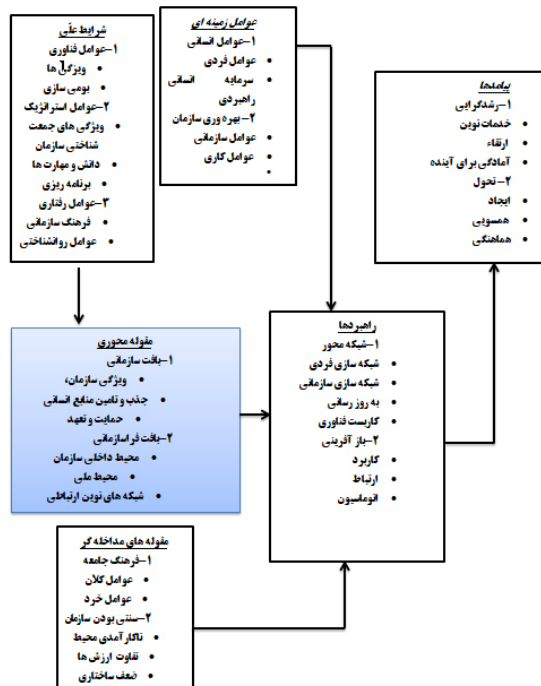 شرایط علّی
۱-عوامل فناوری
ویژگی ها
بومی سازی
۲-عوامل استراتژیک
ویژگی های جمعیت
شناختی سازمان
دانش و مهارت ها
برنامه ریزی
۳-عوامل رفتاری
فرهنگ سازمانی
عوامل روانشناختی
عوامل زمینه ای
۱-عوامل انسانی
عوامل فردی
سرمایه انسانی
راهبردی
۲-بهره وری سازمان
عوامل سازمانی
عوامل کاری
پیامدها
۱-رشدگرایی
خدمات نوین
ارتقاء
آمادگی برای آینده
۲-تحول
ایجاد
همسویی
هماهنگی
مقوله محوری
۱-بافت سازمانی
ویژگی سازمان،
جذب و تامین منابع انسانی
حمایت و تعهد
۲-بافت فراسازمانی
محیط داخلی سازمان
محیط ملی
شبکه های نوین ارتباطی
راهبردها
۱-شبکه محور
شبکه سازی فردی
شبکه سازی سازمانی
به روز رسانی
کاربست فناوری
۲-باز آفرینی
کاربرد
ارتباط
اتوماسیون
مقوله های مداخله گر
۱-فرهنگ جامعه
عوامل کلان
عوامل خرد
۲-سنتی بودن سازمان
ناکارآمدی محیط
تفاوت ارزش ها
ضعف ساختاری